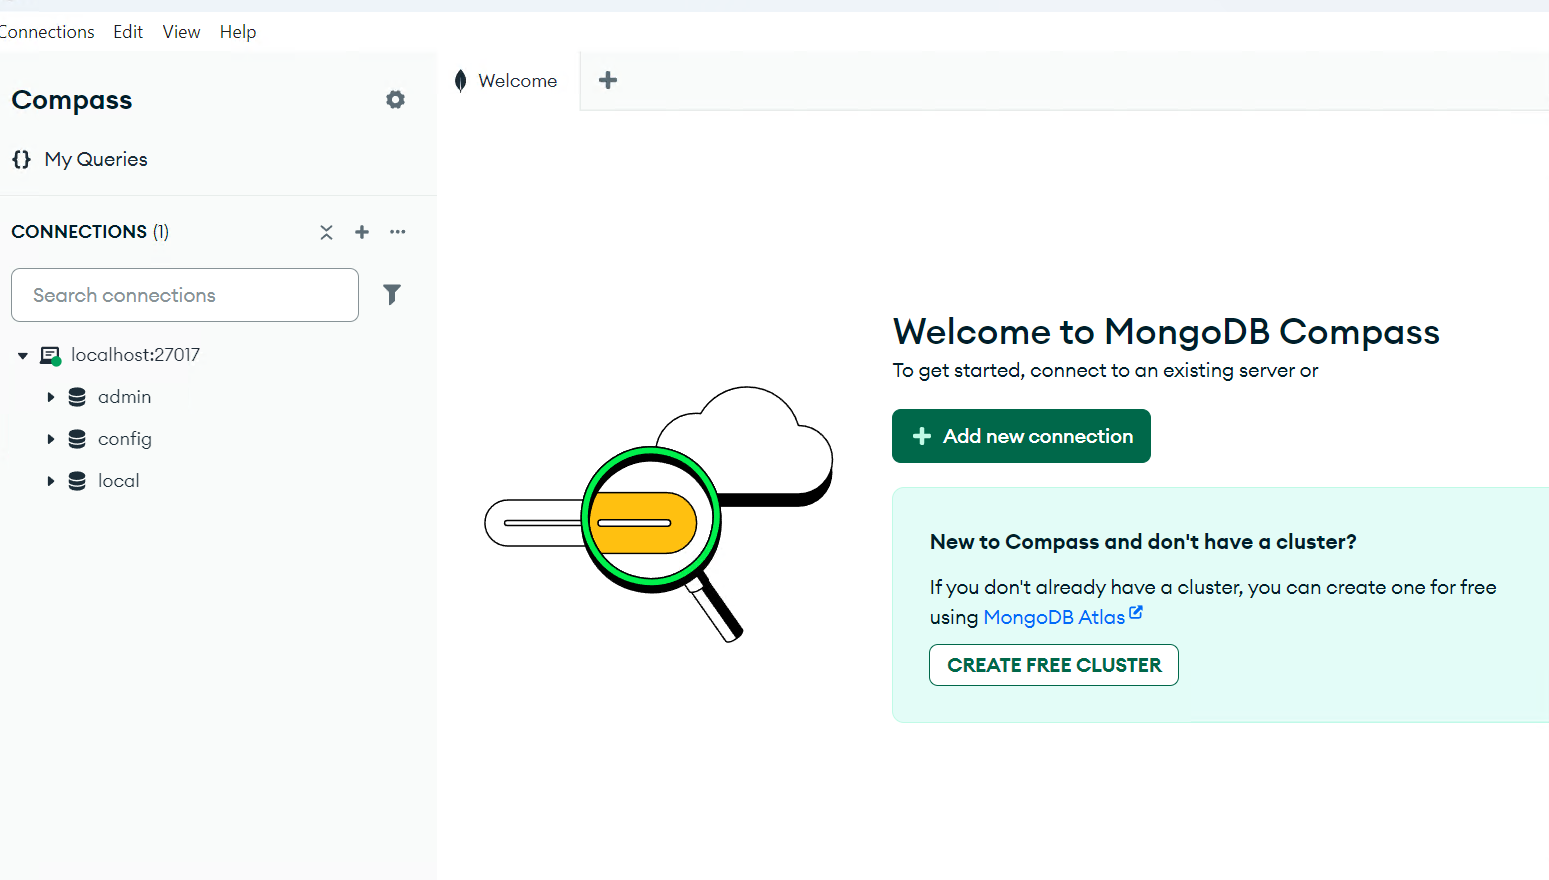 Connections Edit View Help
Compass
Welcome
{} My Queries
CONNECTIONS (1)
Search connections
localhost:27017
admin
config
local
Welcome to MongoDB Compass
To get started, connect to an existing server or
Add new connection
New to Compass and don't have a cluster?
If you don't already have a cluster, you can create one for free
using MongoDB Atlas
CREATE FREE CLUSTER